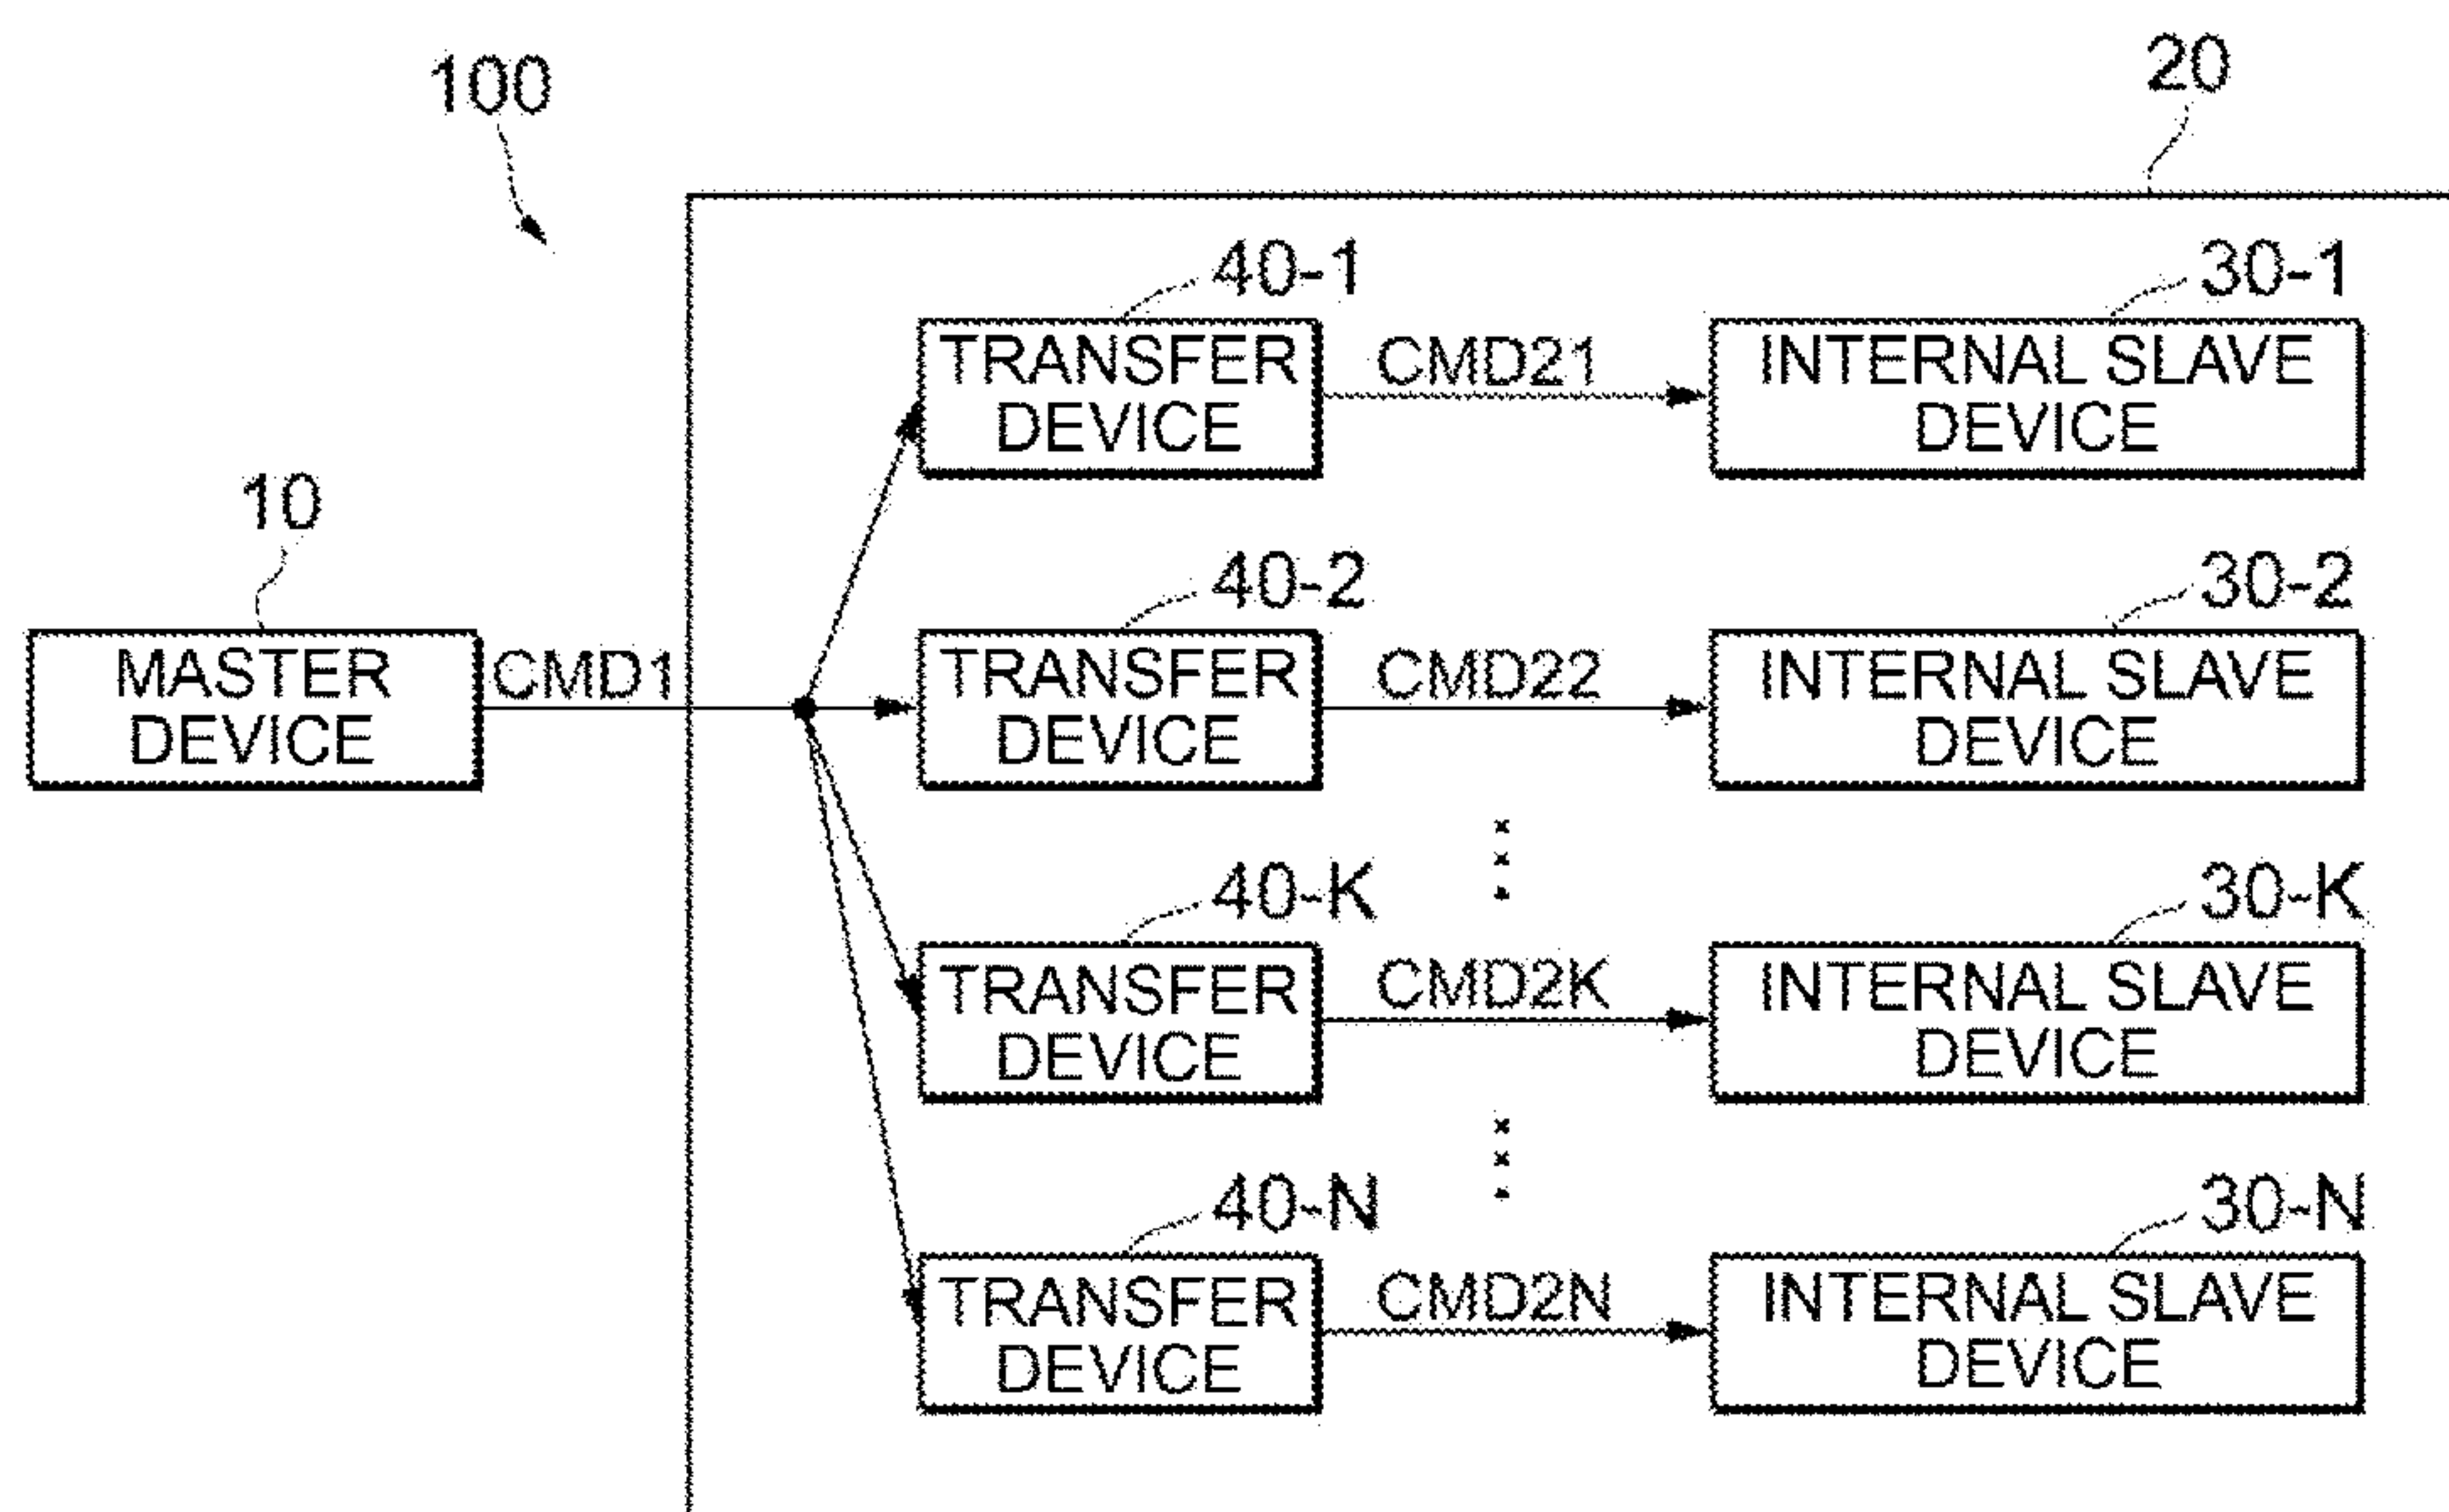 100
20
40-1
30-1
TRANSFER
DEVICE
CMD21
INTERNAL SLAVE
DEVICE
10
40-2
30-2
MASTER
DEVICE
CMD1
TRANSFER
DEVICE
CMD22
INTERNAL SLAVE
DEVICE
40-K
30-K
TRANSFER
DEVICE
CMD2K
INTERNAL SLAVE
DEVICE
40-N
30-N
TRANSFER
DEVICE
CMD2N
INTERNAL SLAVE
DEVICE